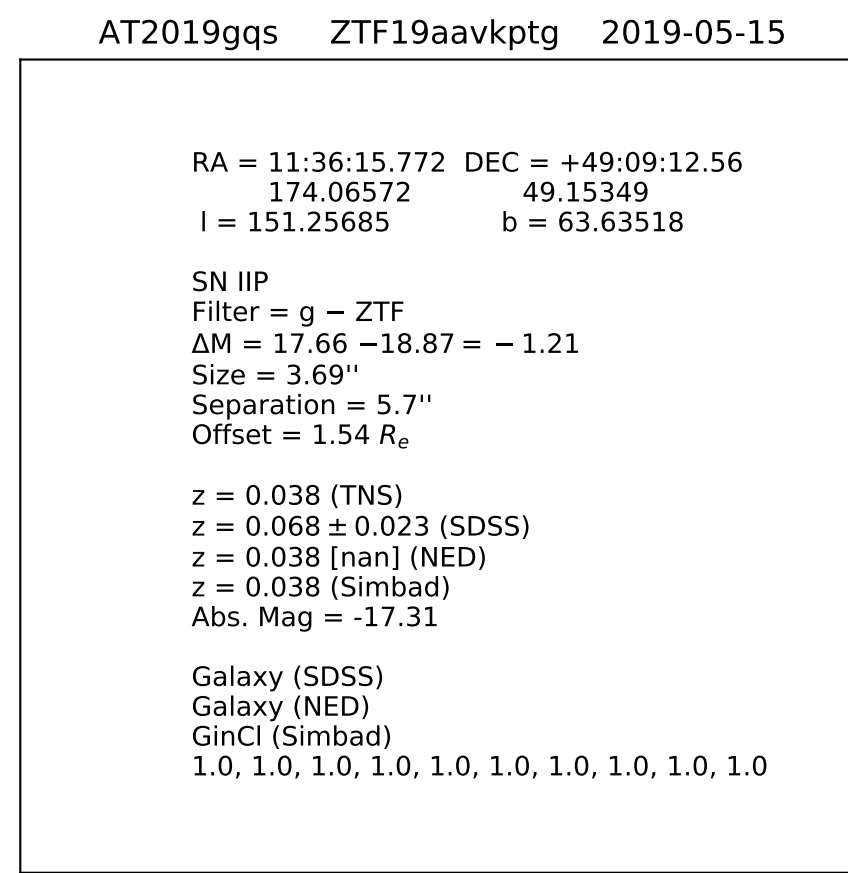 AT2019gqs ZTF19aavkptg 2019-05-15
RA = 11:36:15.772 DEC = +49:09:12.56
174.06572 49.15349
l = 151.25685 b = 63.63518
SN IIP
Filter = g − ZTF
ΔM = 17.66 −18.87 = − 1.21
Size = 3.69''
Separation = 5.7''
Offset = 1.54 Rₑ
z = 0.038 (TNS)
z = 0.068 ± 0.023 (SDSS)
z = 0.038 [nan] (NED)
z = 0.038 (Simbad)
Abs. Mag = -17.31
Galaxy (SDSS)
Galaxy (NED)
GinCl (Simbad)
1.0, 1.0, 1.0, 1.0, 1.0, 1.0, 1.0, 1.0, 1.0, 1.0